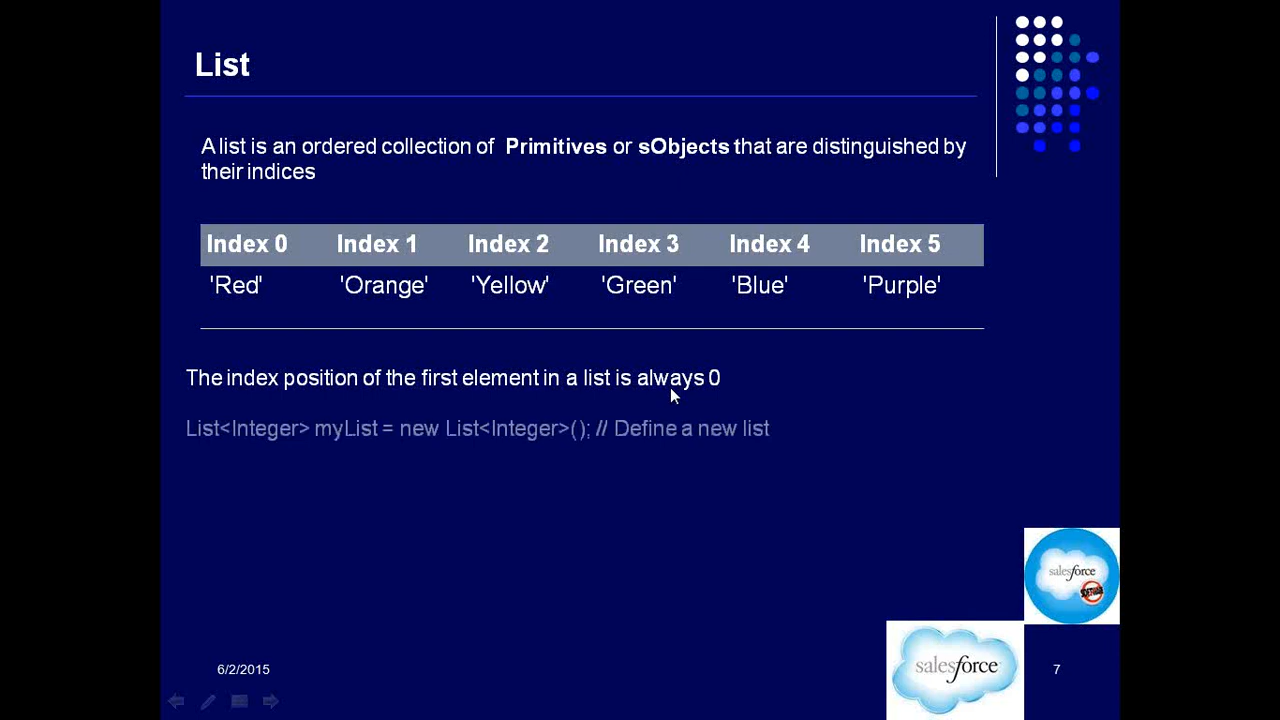 List
A list is an ordered collection of Primitives or sObjects that are distinguished by
their indices
Index 0 Index 1 Index 2 Index 3 Index 4 Index 5
'Red' 'Orange' 'Yellow' 'Green' 'Blue' 'Purple'
The index position of the first element in a list is always 0
List<Integer> myList = new List<Integer>(); // Define a new list
salesforce
SOFTWARE
salesforce
6/2/2015
7